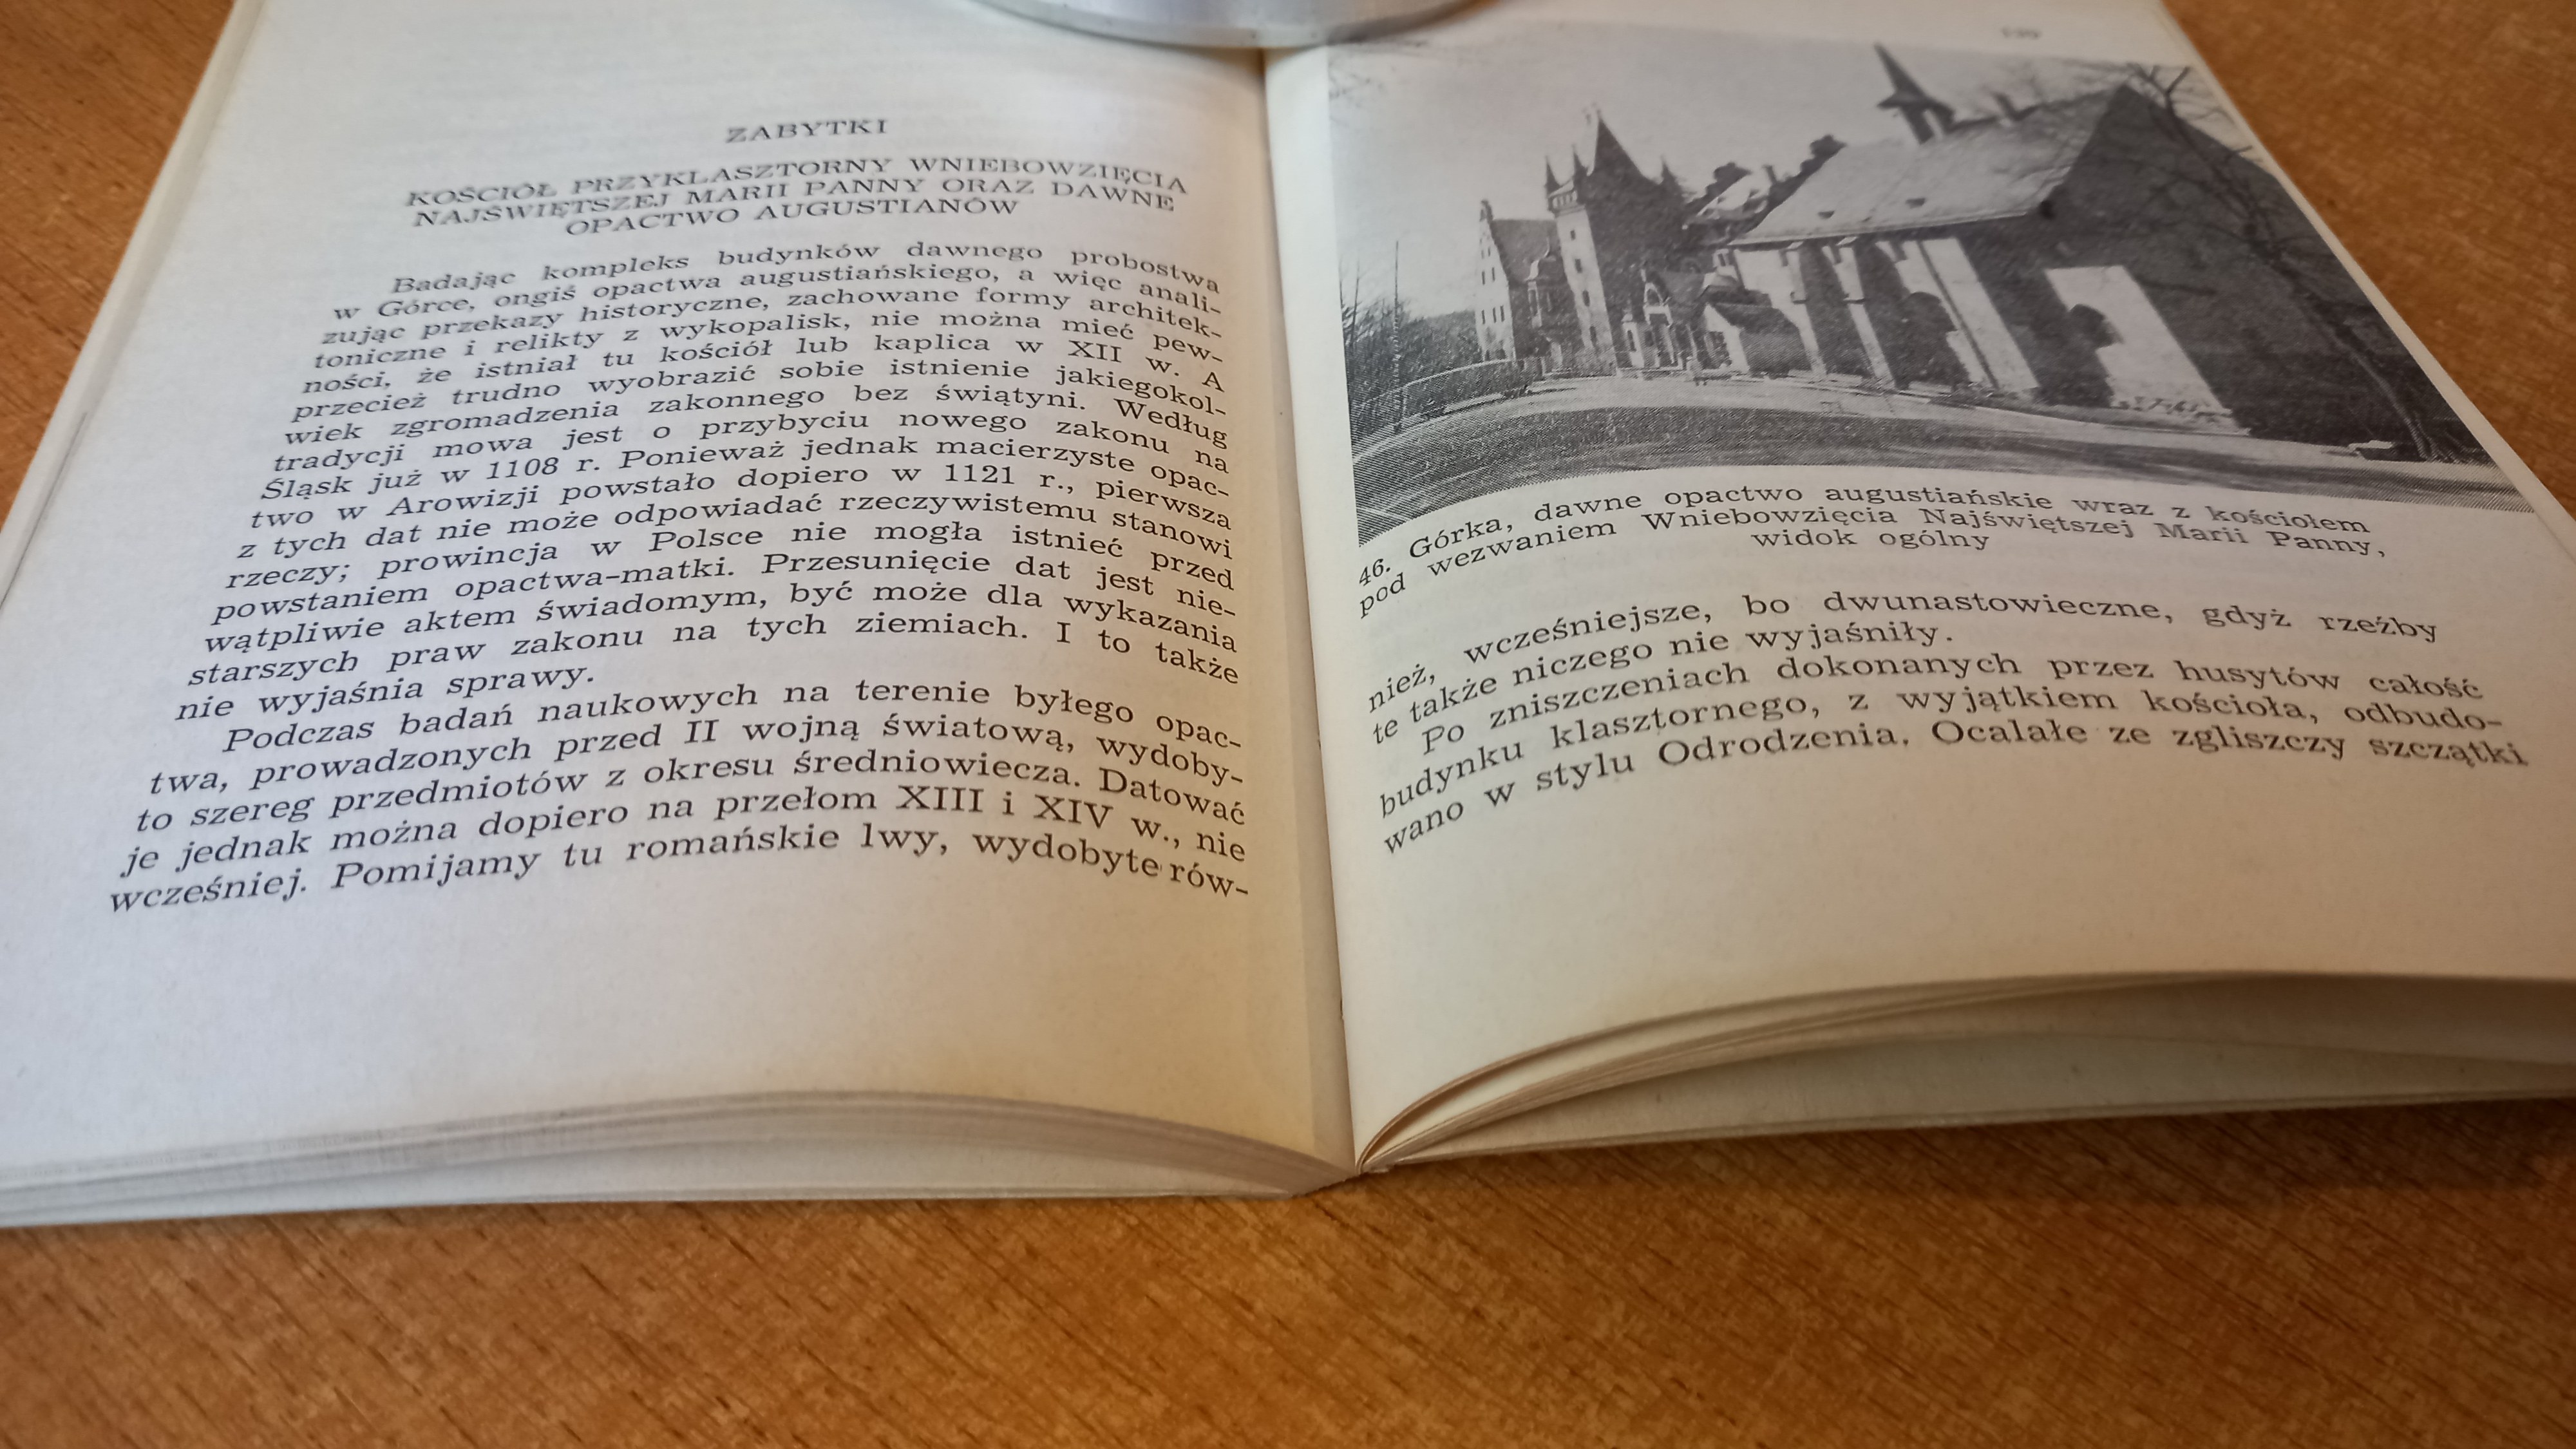 ZABYTKI
KOŚCIÓŁ PRZYKLASZTORNY WNIEBOWZIĘCIA
NAJŚWIĘTSZEJ MARII PANNY ORAZ DAWNE
OPACTWO AUGUSTIANÓW
Badając kompleks budynków dawnego probostwa
w Górce, ongiś opactwa augustiańskiego, a więc anali-
zując przekazy historyczne, zachowane formy architek-
toniczne i relikty z wykopalisk, nie można mieć pew-
ności, że istniał tu kościół lub kaplica w XII w. A
przecież trudno wyobrazić sobie istnienie jakiegokol-
wiek zgromadzenia zakonnego bez świątyni. Według
tradycji mowa jest o przybyciu nowego zakonu na
Śląsk już w 1108 r. Ponieważ jednak macierzyste opac-
two w Arowizji powstało dopiero w 1121 r., pierwsza
z tych dat nie może odpowiadać rzeczywistemu stanowi
rzeczy; prowincja w Polsce nie mogła istnieć przed
powstaniem opactwa-matki. Przesunięcie dat jest nie-
wątpliwie aktem świadomym, być może dla wykazania
starszych praw zakonu na tych ziemiach. I to także
nie wyjaśnia sprawy.
Podczas badań naukowych na terenie byłego opac-
twa, prowadzonych przed II wojną światową, wydoby-
to szereg przedmiotów z okresu średniowiecza. Datować
je jednak można dopiero na przełom XIII i XIV w., nie
wcześniej. Pomijamy tu romańskie lwy, wydobyte rów-
46. Górka, dawne opactwo augustiańskie wraz z kościołem
pod wezwaniem Wniebowzięcia Najświętszej Marii Panny,
widok ogólny
nież, wcześniejsze, bo dwunastowieczne, gdyż rzeźby
te także niczego nie wyjaśniły.
Po zniszczeniach dokonanych przez husytów całość
budynku klasztornego, z wyjątkiem kościoła, odbudo-
wano w stylu Odrodzenia. Ocalałe ze zgliszczy szczątki